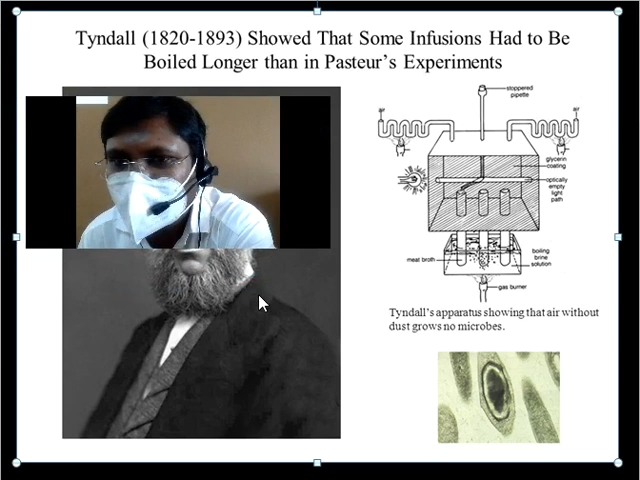 Tyndall (1820-1893) Showed That Some Infusions Had to Be
Boiled Longer than in Pasteur's Experiments
stoppered
pipette
air
air
glycerin
coating
optically
empty
light
path
meat broth
boiling
brine
solution
gas burner
Tyndall's apparatus showing that air without
dust grows no microbes.